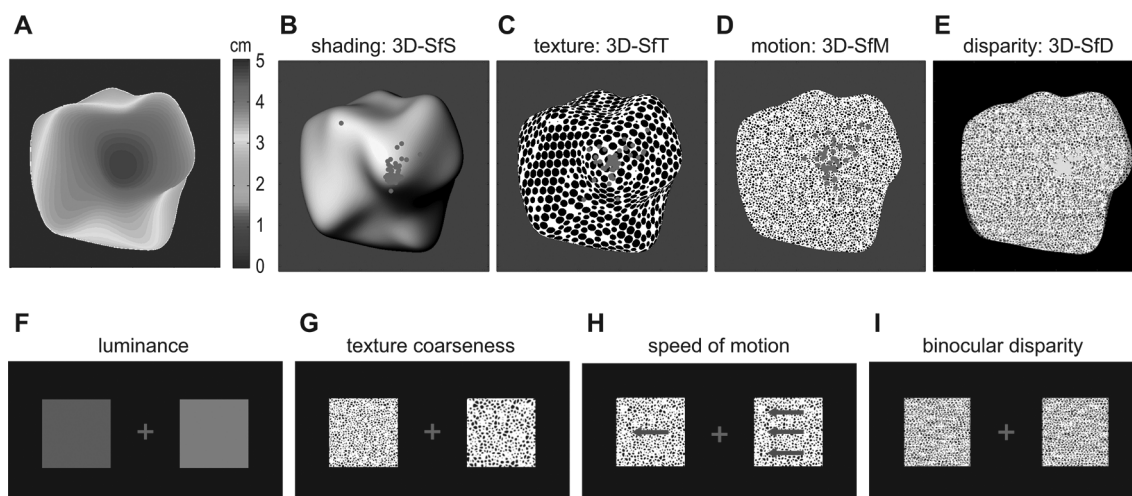 A
B
C
D
E
cm
shading: 3D-SfS
texture: 3D-SfT
motion: 3D-SfM
disparity: 3D-SfD
5
4
3
2
1
0
F
G
H
I
luminance
texture coarseness
speed of motion
binocular disparity